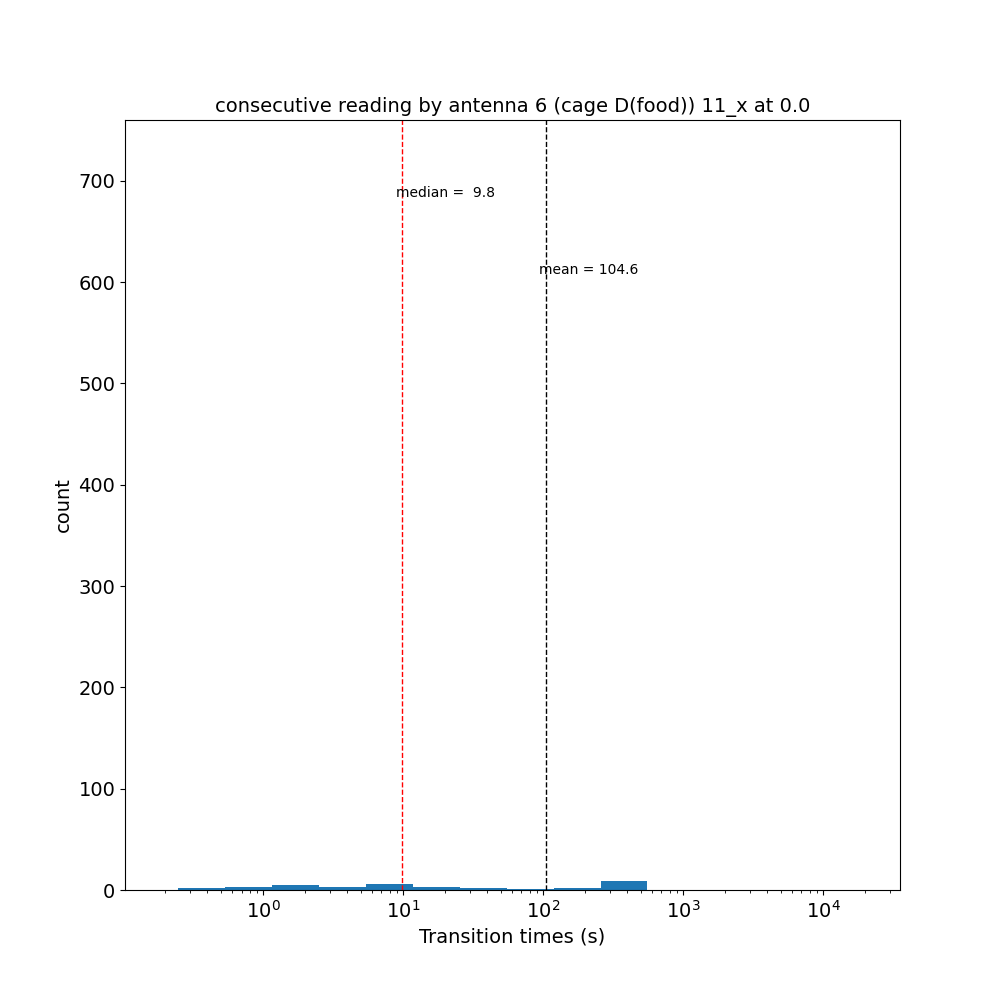 consecutive reading by antenna 6 (cage D(food)) 11_x at 0.0
700
median =  9.8
mean = 104.6
600
500
400
count
300
200
100
0
10⁰ 10¹ 10² 10³ 10⁴
Transition times (s)